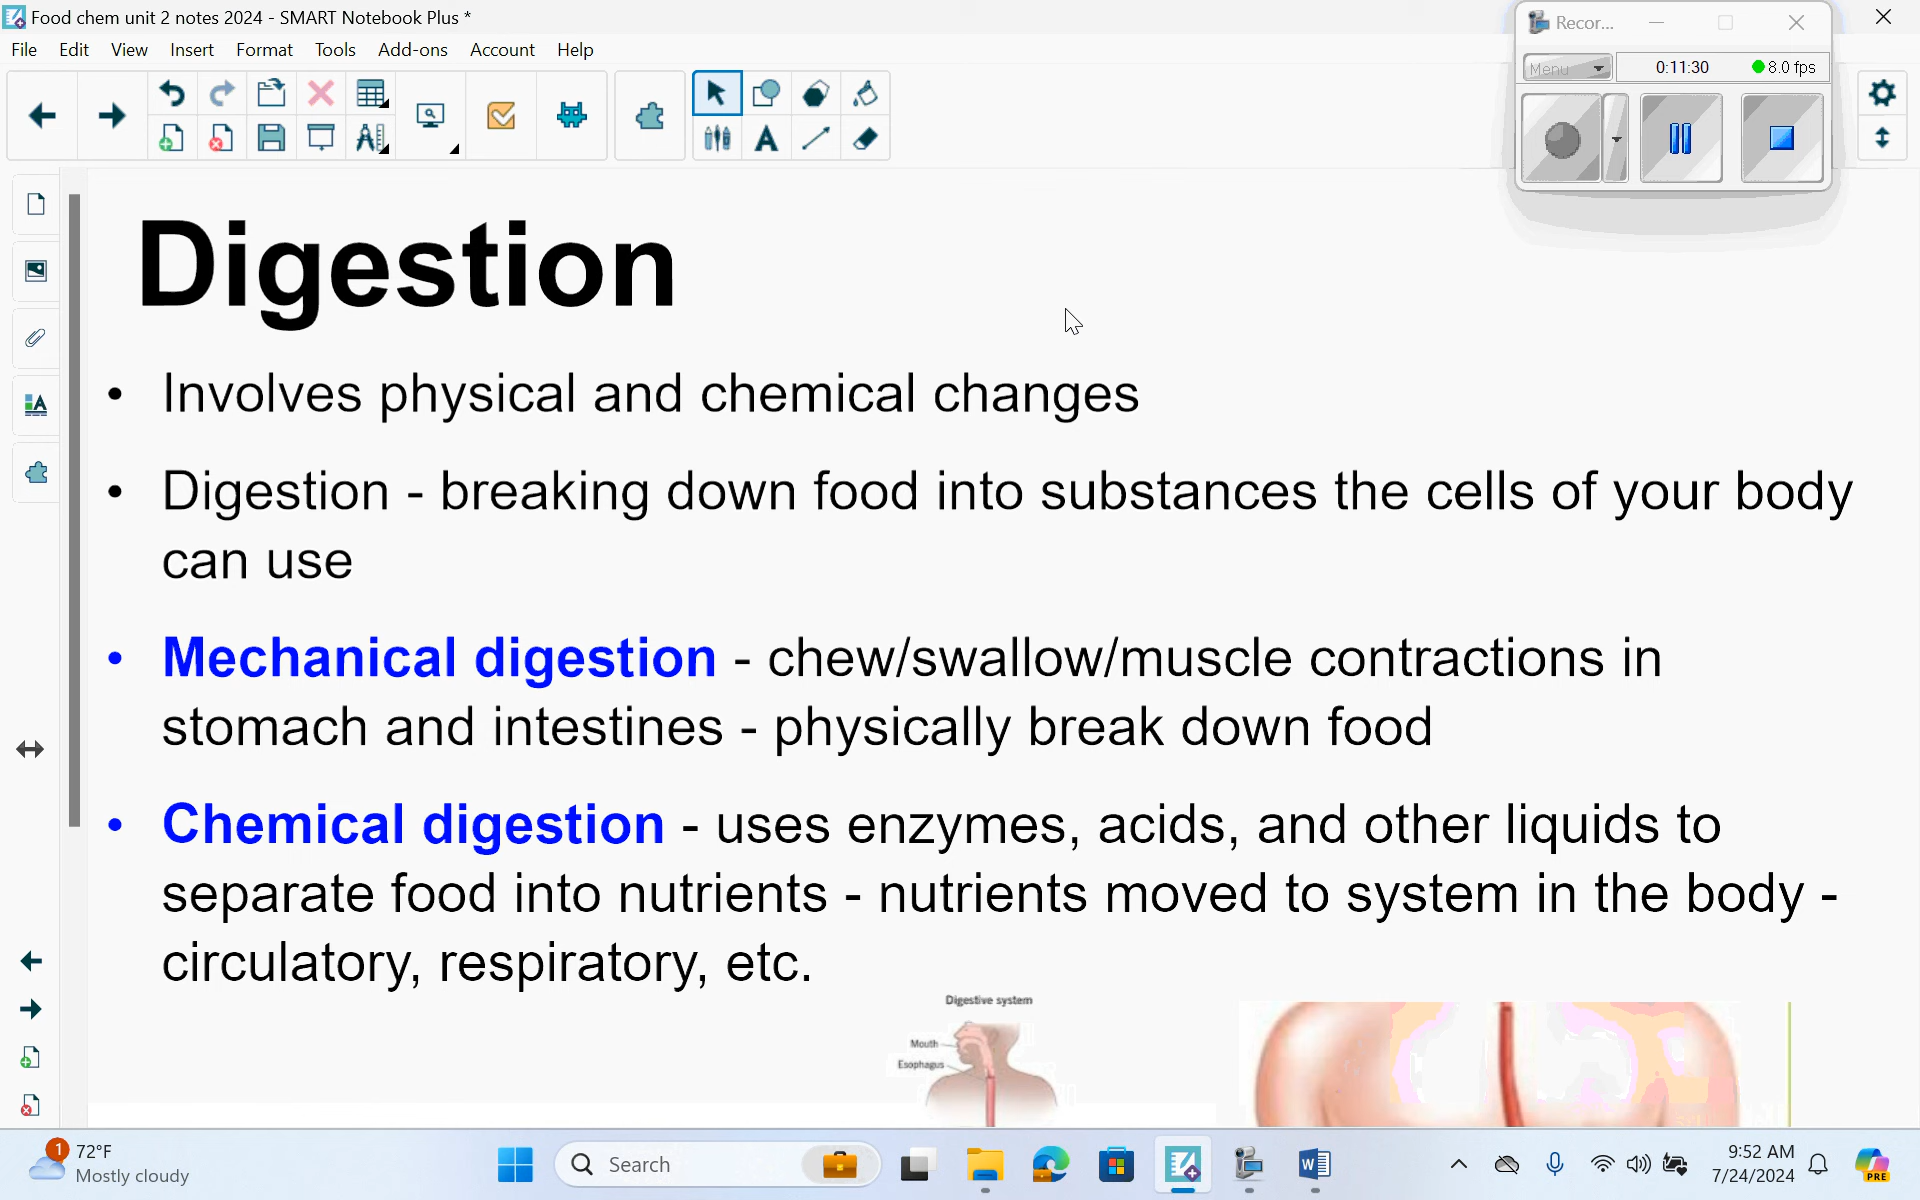 Food chem unit 2 notes 2024 - SMART Notebook Plus *
Recor...
File Edit View Insert Format Tools Add-ons Account Help
Menu
0:11:30
8.0 fps
Digestion
• Involves physical and chemical changes
• Digestion - breaking down food into substances the cells of your body
can use
• Mechanical digestion - chew/swallow/muscle contractions in
stomach and intestines - physically break down food
• Chemical digestion - uses enzymes, acids, and other liquids to
separate food into nutrients - nutrients moved to system in the body -
circulatory, respiratory, etc.
Digestive system
Mouth
Esophagus
1
72°F
Mostly cloudy
Search
9:52 AM
7/24/2024
PRE